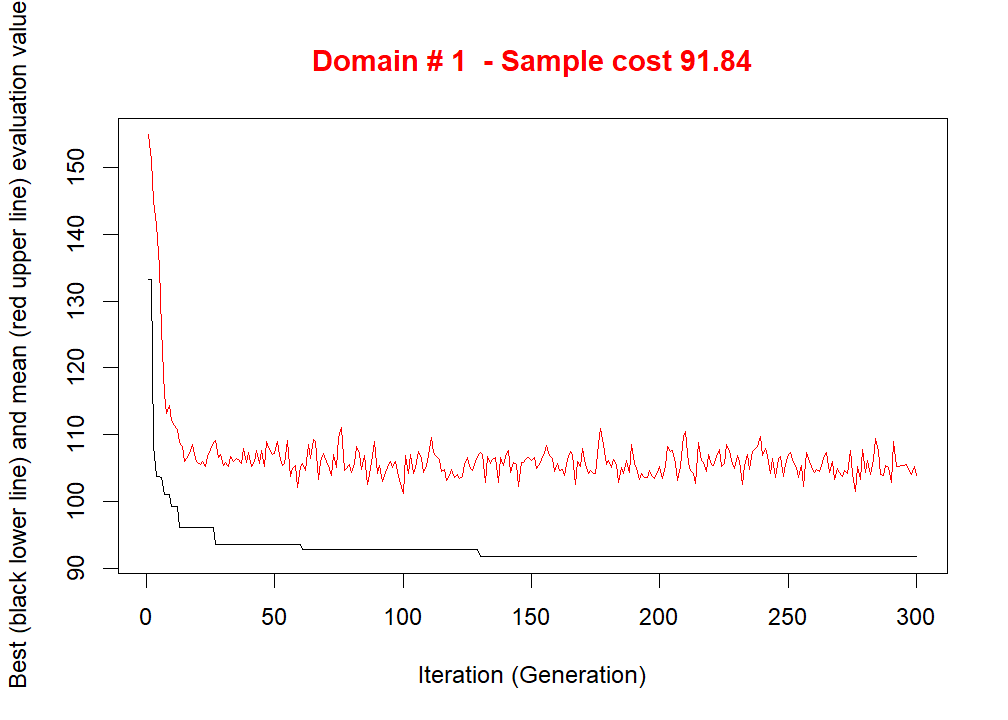 Domain # 1  - Sample cost 91.84
Best (black lower line) and mean (red upper line) evaluation value
150
140
130
120
110
100
90
0 50 100 150 200 250 300
Iteration (Generation)